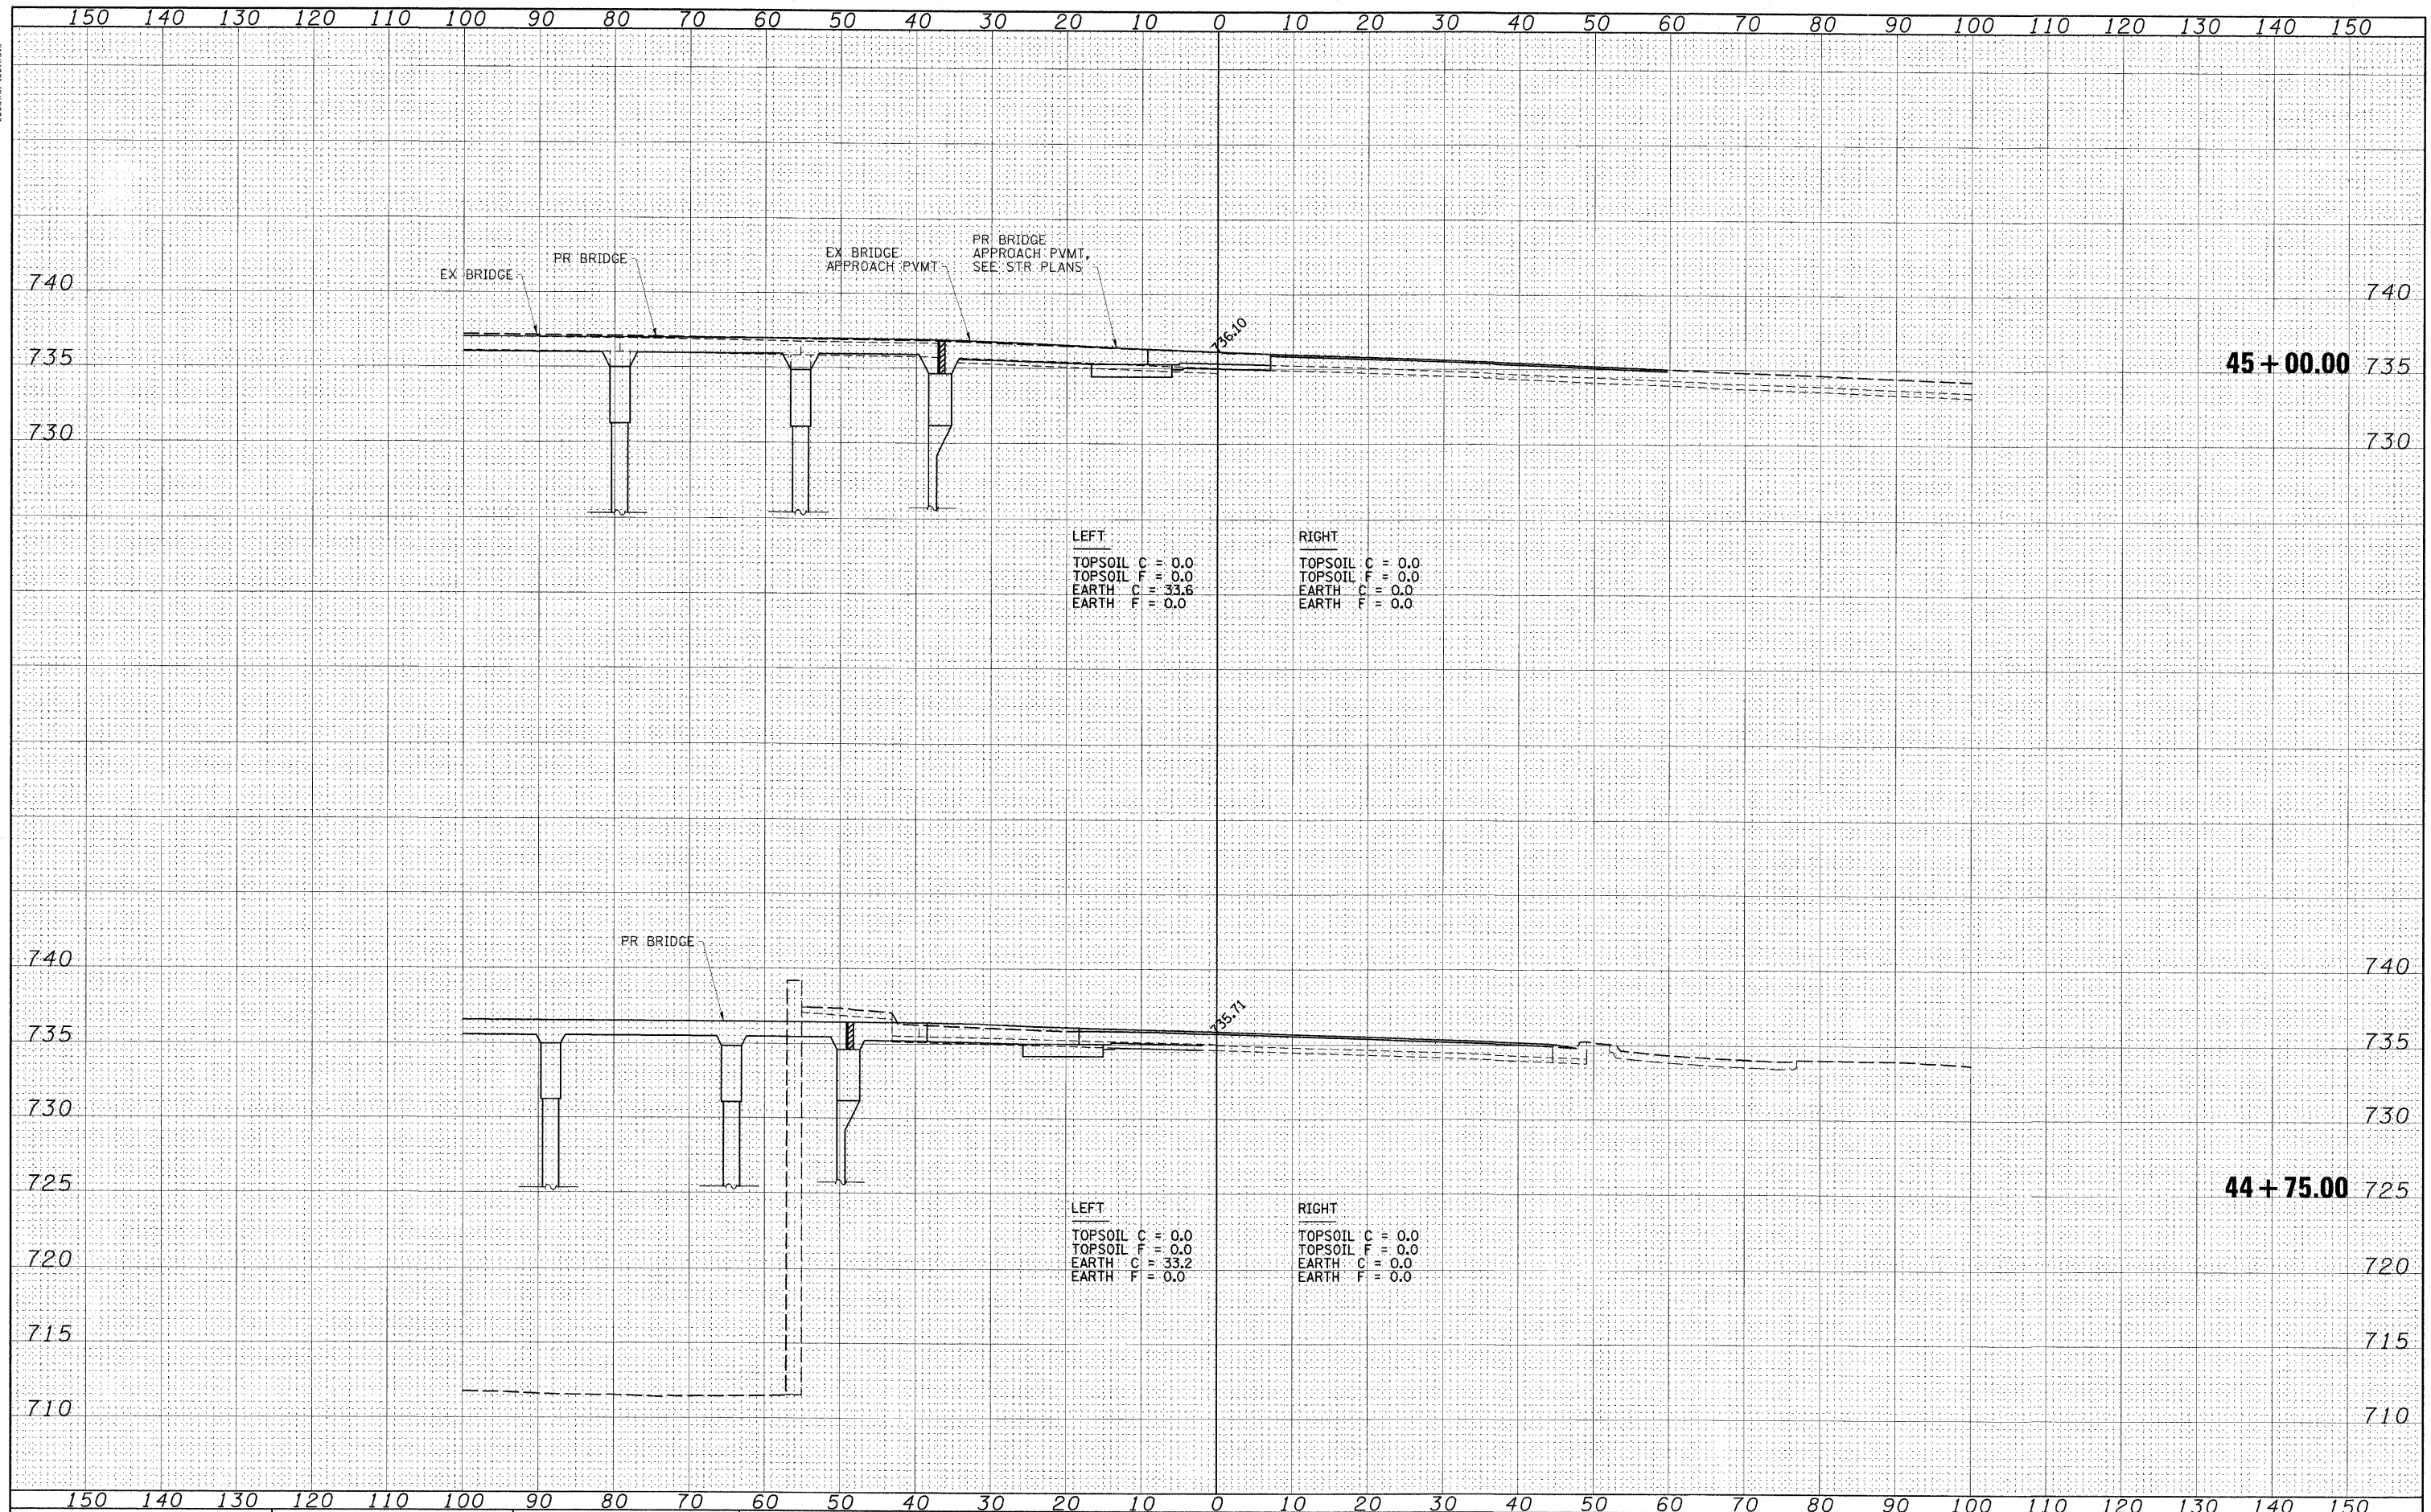 150 140 130 120 110 100 90 80 70 60 50 40 30 20 10 0 10 20 30 40 50 60 70 80 90 100 110 120 130 140 150
PR BRIDGE
APPROACH PVMT,
SEE STR PLANS
EX BRIDGE
APPROACH PVMT
PR BRIDGE
EX BRIDGE
740 740
736.10
735 45+00.00 735
730 730
LEFT
TOPSOIL C = 0.0
TOPSOIL F = 0.0
EARTH C = 33.6
EARTH F = 0.0
RIGHT
TOPSOIL C = 0.0
TOPSOIL F = 0.0
EARTH C = 0.0
EARTH F = 0.0
PR BRIDGE
740 740
735.71
735 735
730 730
725 44+75.00 725
LEFT
TOPSOIL C = 0.0
TOPSOIL F = 0.0
EARTH C = 33.2
EARTH F = 0.0
RIGHT
TOPSOIL C = 0.0
TOPSOIL F = 0.0
EARTH C = 0.0
EARTH F = 0.0
720 720
715 715
710 710
150 140 130 120 110 100 90 80 70 60 50 40 30 20 10 0 10 20 30 40 50 60 70 80 90 100 110 120 130 140 150